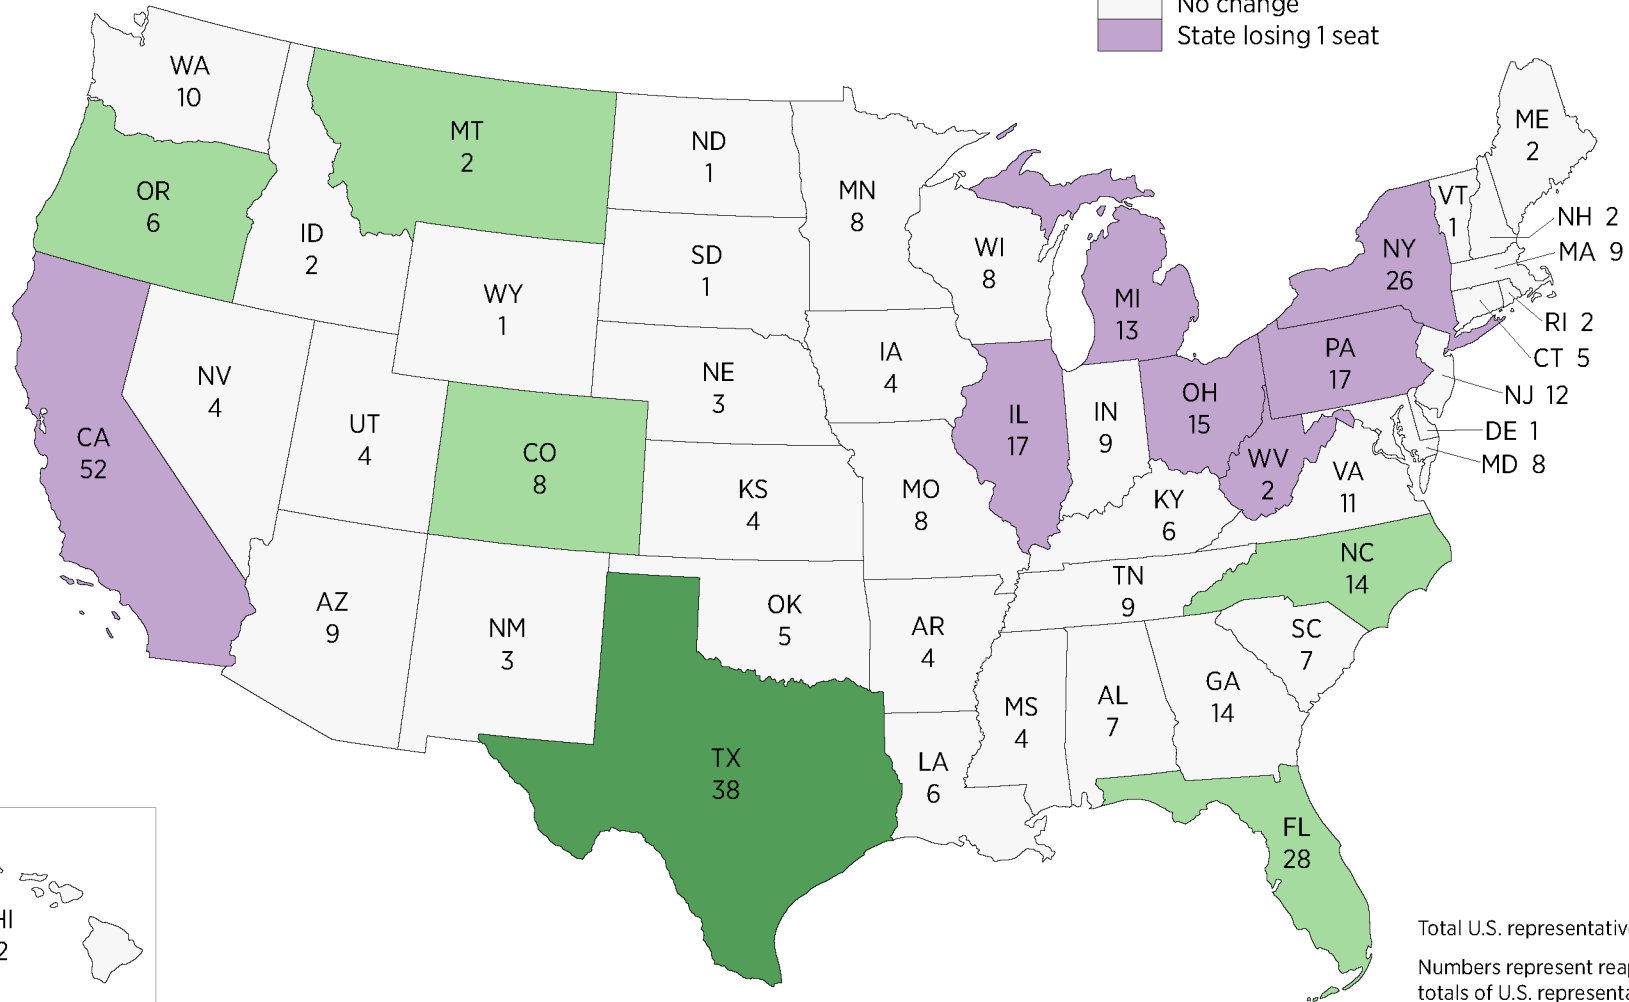 No change
State losing 1 seat
WA
10
MT
2
ND
1
MN
8
ME
2
OR
6
ID
2
SD
1
WI
8
VT
1
NH 2
MA 9
NY
26
WY
1
MI
13
RI 2
CT 5
NV
4
NE
3
IA
4
PA
17
NJ 12
OH
15
IL
17
IN
9
UT
4
CA
52
CO
8
DE 1
MD 8
WV
2
VA
11
KS
4
MO
8
KY
6
NC
14
TN
9
AZ
9
NM
3
OK
5
AR
4
SC
7
GA
14
MS
4
AL
7
TX
38
LA
6
FL
28
HI
2
Total U.S.
Numbers represent
totals of U.S.